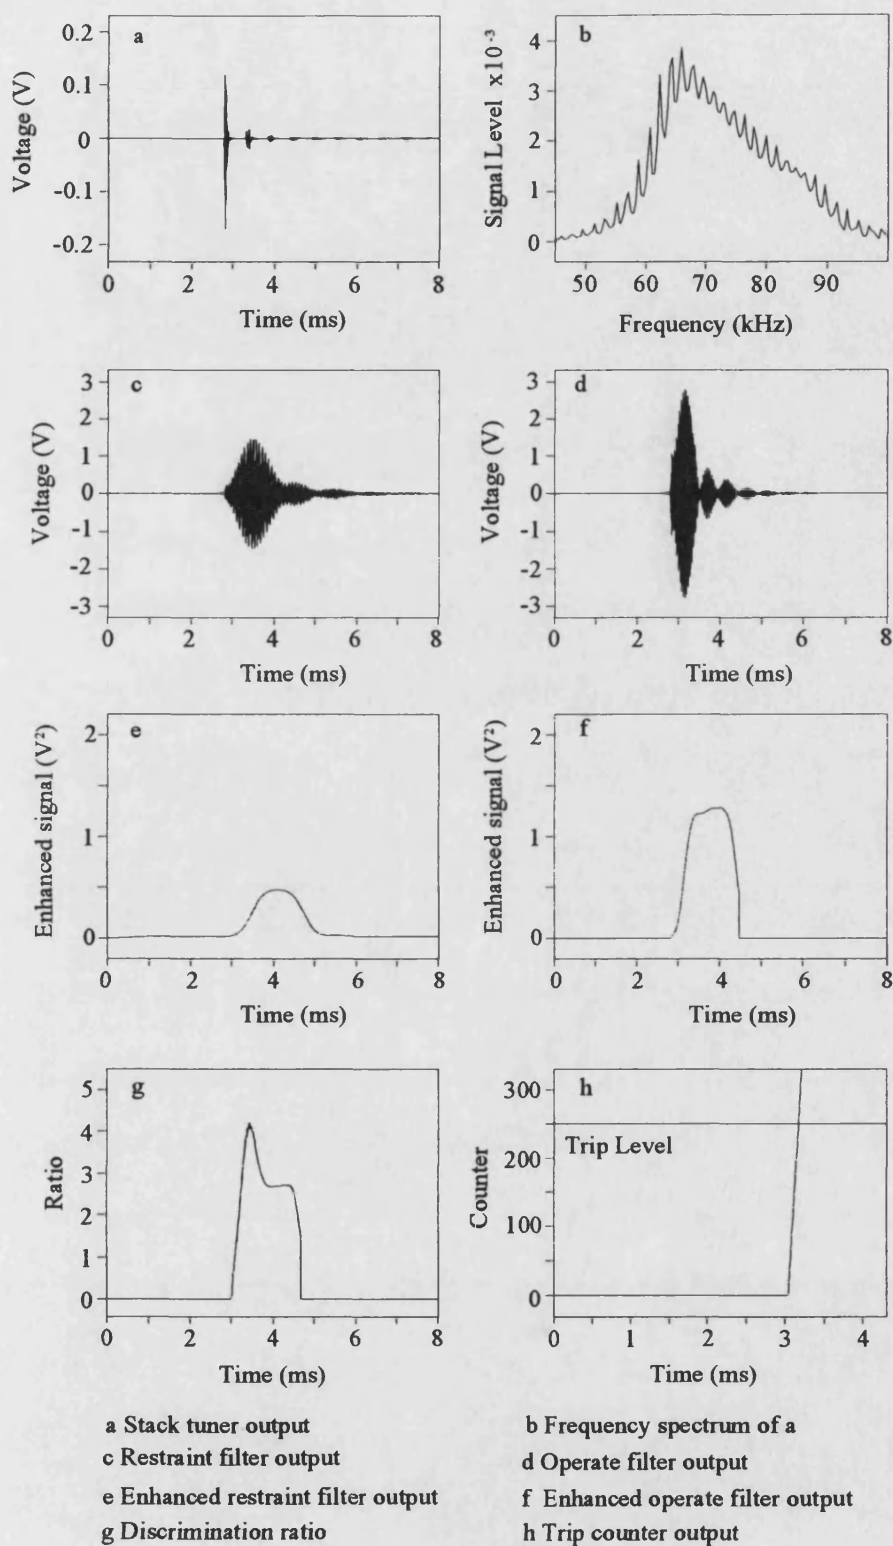 a
0.2
0.1
0
-0.1
-0.2
Voltage (V)
0 2 4 6 8
Time (ms)
b
4
3
2
1
0
Signal Level x10⁻³
50 60 70 80 90
Frequency (kHz)
c
3
2
1
0
-1
-2
-3
Voltage (V)
0 2 4 6 8
Time (ms)
d
3
2
1
0
-1
-2
-3
Voltage (V)
0 2 4 6 8
Time (ms)
e
2
1
0
Enhanced signal (V²)
0 2 4 6 8
Time (ms)
f
2
1
0
Enhanced signal (V²)
0 2 4 6 8
Time (ms)
g
5
4
3
2
1
0
Ratio
0 2 4 6 8
Time (ms)
h
300
200
100
0
Counter
Trip Level
0 1 2 3 4
Time (ms)
a Stack tuner output
b Frequency spectrum of a
c Restraint filter output
d Operate filter output
e Enhanced restraint filter output
f Enhanced operate filter output
g Discrimination ratio
h Trip counter output